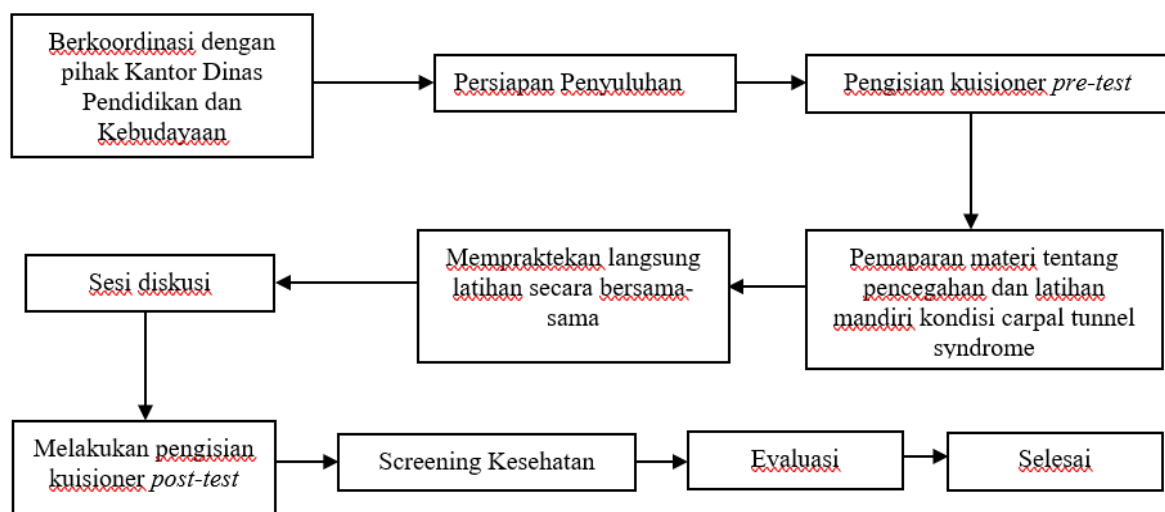 Berkoordinasi dengan
pihak Kantor Dinas
Pendidikan dan
Kebudayaan
Persiapan Penyuluhan
Pengisian kuisioner pre-test
Pemaparan materi tentang
pencegahan dan latihan
mandiri kondisi carpal tunnel
syndrome
Mempraktekan langsung
latihan secara bersama-
sama
Sesi diskusi
Melakukan pengisian
kuisioner post-test
Screening Kesehatan
Evaluasi
Selesai